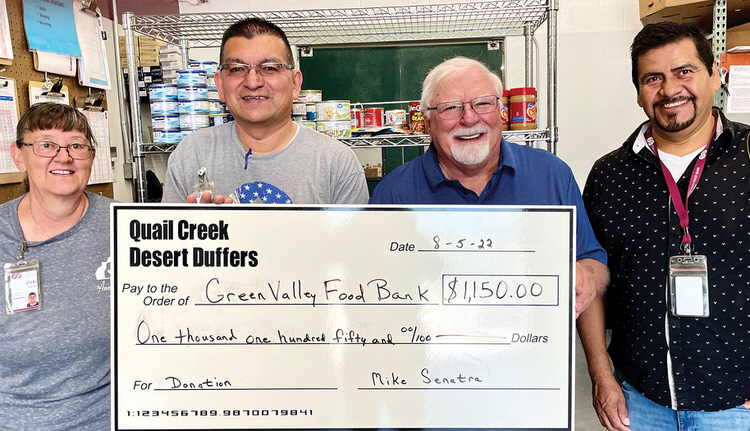 Quail Creek
Desert Duffers
Date 8-5-22
Pay to the
Order of Green Valley Food Bank $1,150.00
One thousand one hundred fifty and 00/100 Dollars
For Donation Mike Senatra
1:123456789.9870079841